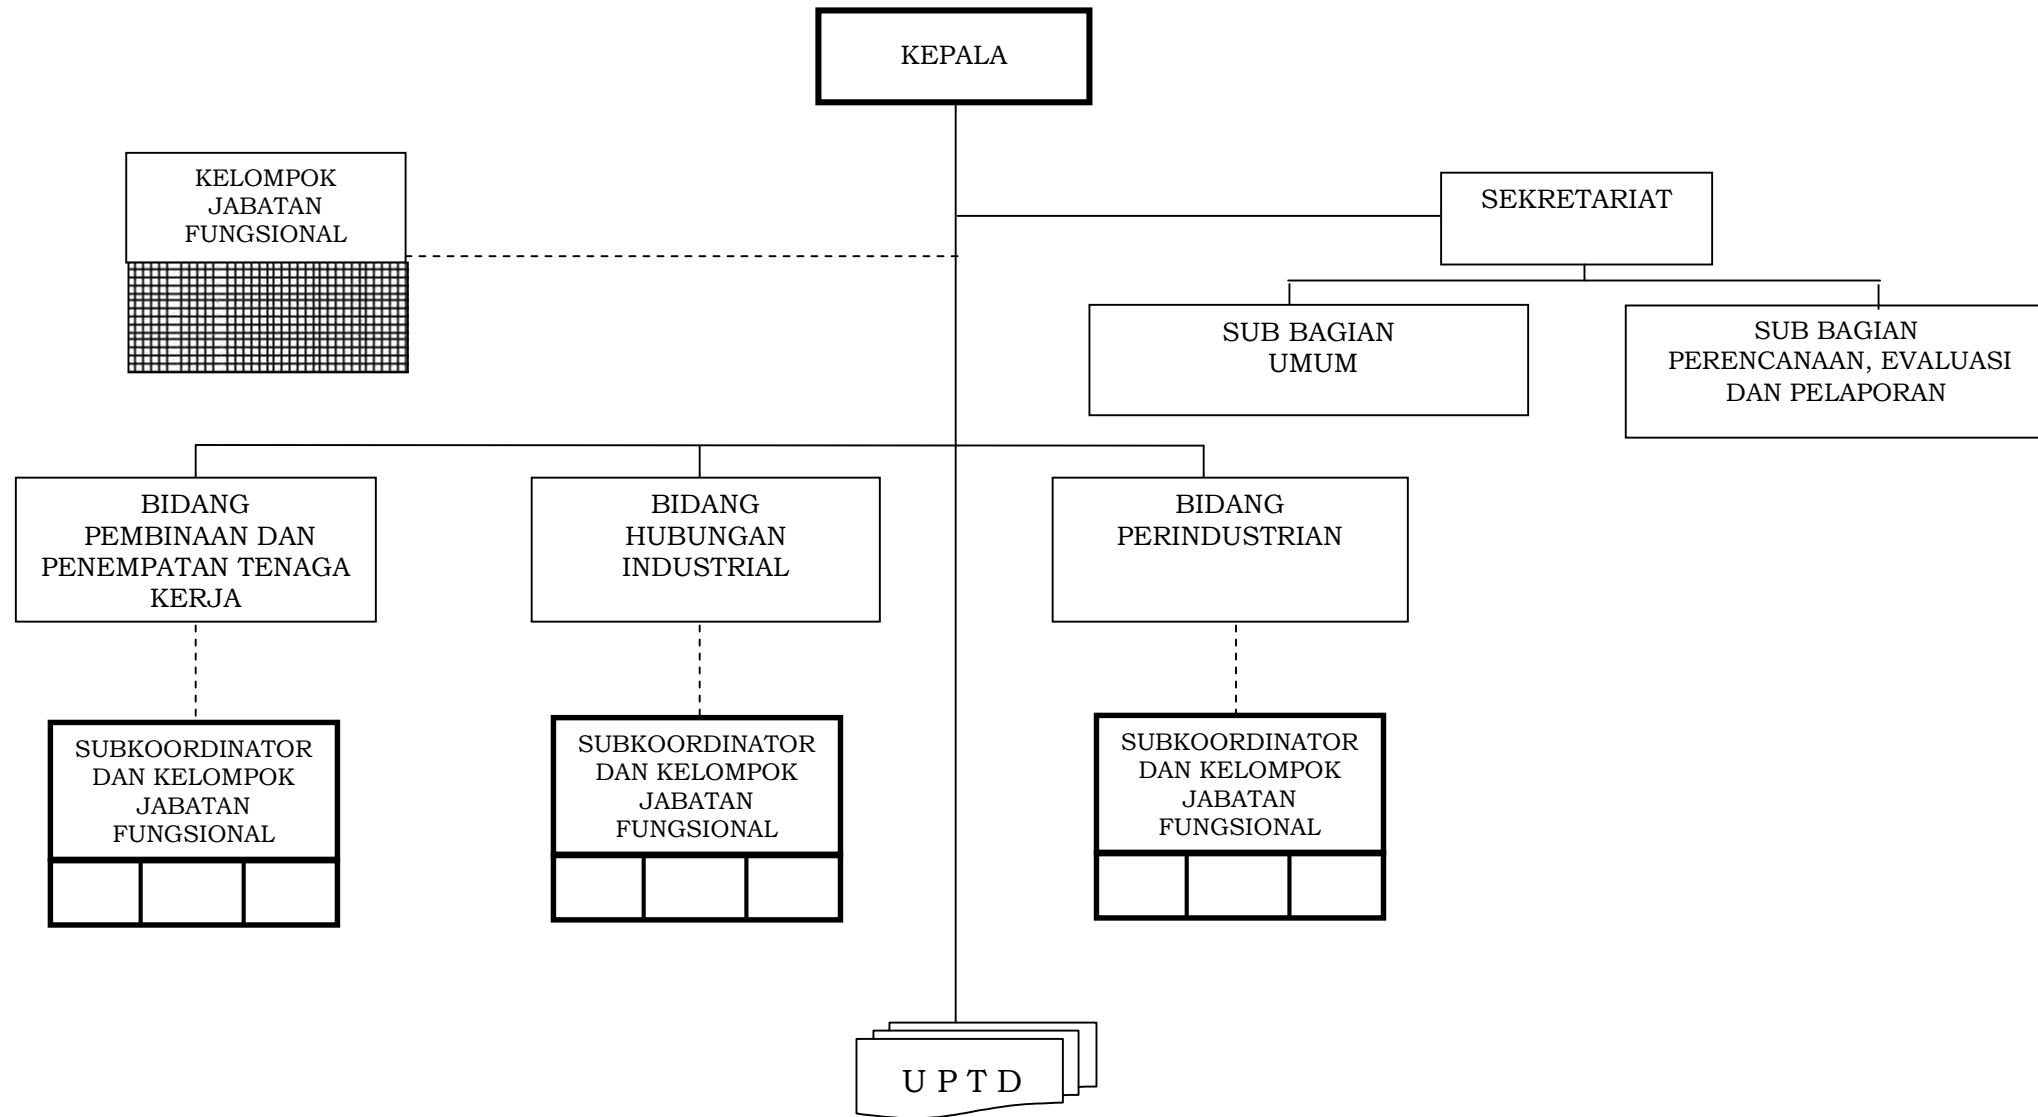 KEPALA
KELOMPOK
JABATAN
FUNGSIONAL
SEKRETARIAT
SUB BAGIAN
UMUM
SUB BAGIAN
PERENCANAAN, EVALUASI
DAN PELAPORAN
BIDANG
PEMBINAAN DAN
PENEMPATAN TENAGA
KERJA
BIDANG
HUBUNGAN
INDUSTRIAL
BIDANG
PERINDUSTRIAN
SUBKOORDINATOR
DAN KELOMPOK
JABATAN
FUNGSIONAL
SUBKOORDINATOR
DAN KELOMPOK
JABATAN
FUNGSIONAL
SUBKOORDINATOR
DAN KELOMPOK
JABATAN
FUNGSIONAL
U P T D